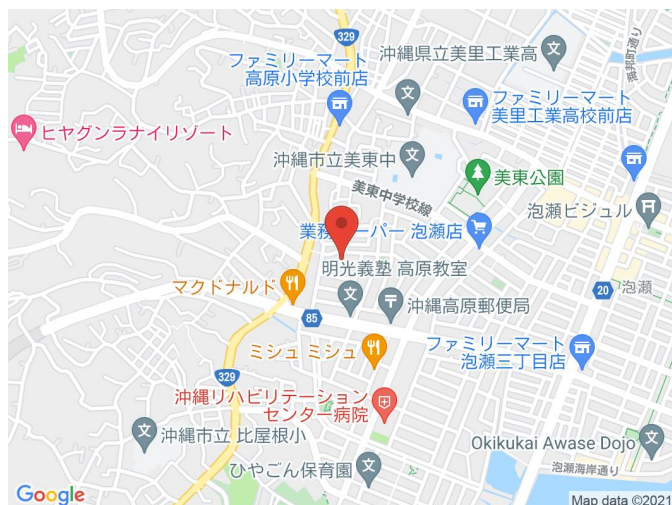 海邦町通り
329
沖縄県立美里工業高
ファミリーマート
高原小学校前店
ファミリーマート
美里工業高校前店
ヒヤグンラナイリゾート
沖縄市立美東中
美東公園
美東中学校線
泡瀬ビジュル
業務スーパー 泡瀬店
明光義塾 高原教室
マクドナルド
20
泡瀬
沖縄高原郵便局
85
ミシュ ミシュ
ファミリーマート
泡瀬三丁目店
329
沖縄リハビリテーション
センター病院
沖縄市立 比屋根小
Okikukai Awase Dojo
ひやごん保育園
泡瀬海岸通り
Google
Map data ©2021